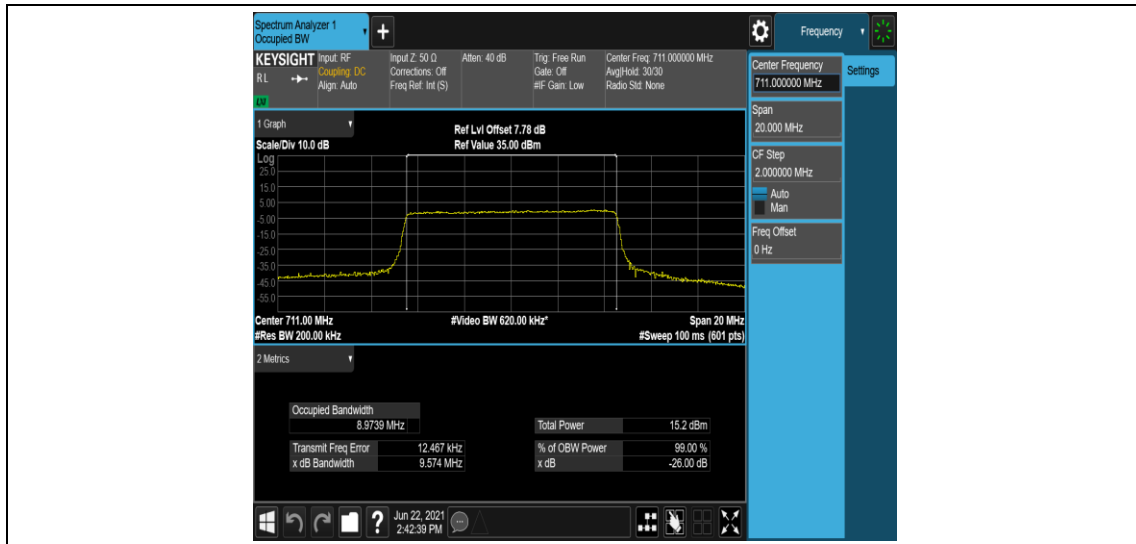 Spectrum Analyzer 1
Occupied BW
+
Frequency
KEYSIGHT
RL
LXI
Input: RF
Coupling: DC
Align: Auto
Input Z: 50 Ω
Corrections: Off
Freq Ref: Int (S)
Atten: 40 dB
Trig: Free Run
Gate: Off
#IF Gain: Low
Center Freq: 711.000000 MHz
Avg|Hold: 30/30
Radio Std: None
Center Frequency
711.000000 MHz
Settings
Span
20.000 MHz
CF Step
2.000000 MHz
Auto
Man
Freq Offset
0 Hz
1 Graph
Scale/Div 10.0 dB
Ref Lvl Offset 7.78 dB
Ref Value 35.00 dBm
Log
25.0
15.0
5.00
-5.00
-15.0
-25.0
-35.0
-45.0
-55.0
Center 711.00 MHz
#Video BW 620.00 kHz*
Span 20 MHz
#Res BW 200.00 kHz
#Sweep 100 ms (601 pts)
2 Metrics
Occupied Bandwidth
8.9739 MHz
Total Power 15.2 dBm
Transmit Freq Error 12.467 kHz
% of OBW Power 99.00 %
x dB Bandwidth 9.574 MHz
x dB -26.00 dB
?
Jun 22, 2021
2:42:39 PM